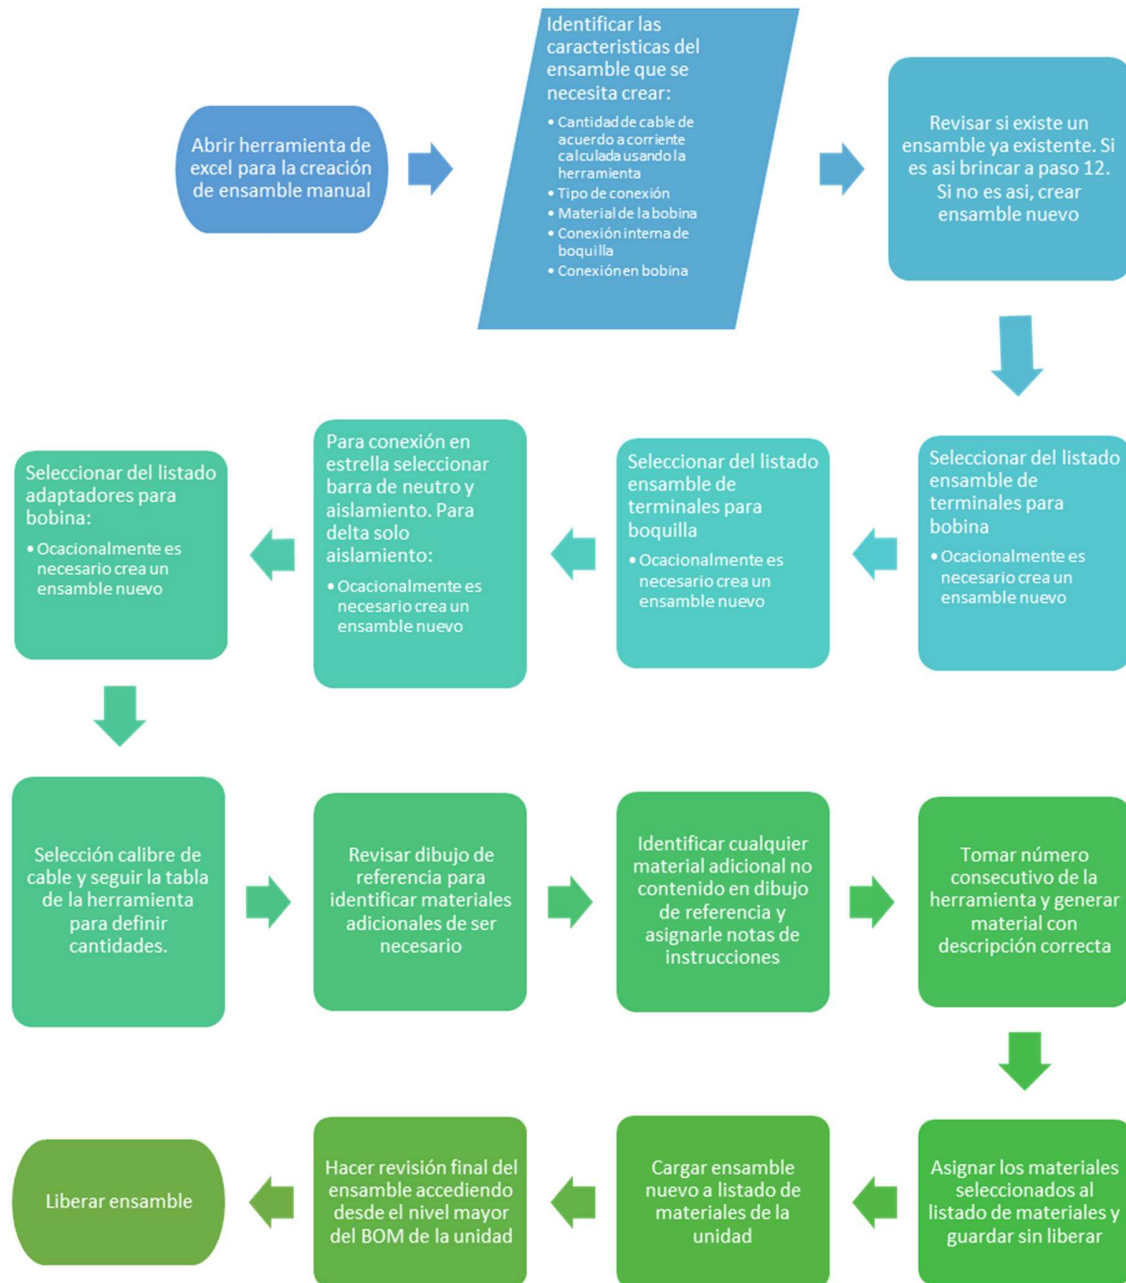 Abrir herramienta de
excel para la creación
de ensamble manual
Identificar las
caracteristicas del
ensamble que se
necesita crear:
• Cantidad de cable de
acuerdo a corriente
calculada usando la
herramienta
• Tipo de conexión
• Material de la bobina
• Conexión interna de
boquilla
• Conexión en bobina
Revisar si existe un
ensamble ya existente. Si
es asi brincar a paso 12.
Si no es asi, crear
ensamble nuevo
Seleccionar del listado
ensamble de
terminales para
bobina
• Ocacionalmente es
necesario crea un
ensamble nuevo
Seleccionar del listado
ensamble de
terminales para
boquilla
• Ocacionalmente es
necesario crea un
ensamble nuevo
Para conexión en
estrella seleccionar
barra de neutro y
aislamiento. Para
delta solo
aislamiento:
• Ocacionalmente es
necesario crea un
ensamble nuevo
Seleccionar del listado
adaptadores para
bobina:
• Ocacionalmente es
necesario crea un
ensamble nuevo
Selección calibre de
cable y seguir la tabla
de la herramienta
para definir
cantidades.
Revisar dibujo de
referencia para
identificar materiales
adicionales de ser
necesario
Identificar cualquier
material adicional no
contenido en dibujo
de referencia y
asignarle notas de
instrucciones
Tomar número
consecutivo de la
herramienta y generar
material con
descripción correcta
Asignar los materiales
seleccionados al
listado de materiales y
guardar sin liberar
Cargar ensamble
nuevo a listado de
materiales de la
unidad
Hacer revisión final del
ensamble accediendo
desde el nivel mayor
del BOM de la unidad
Liberar ensamble